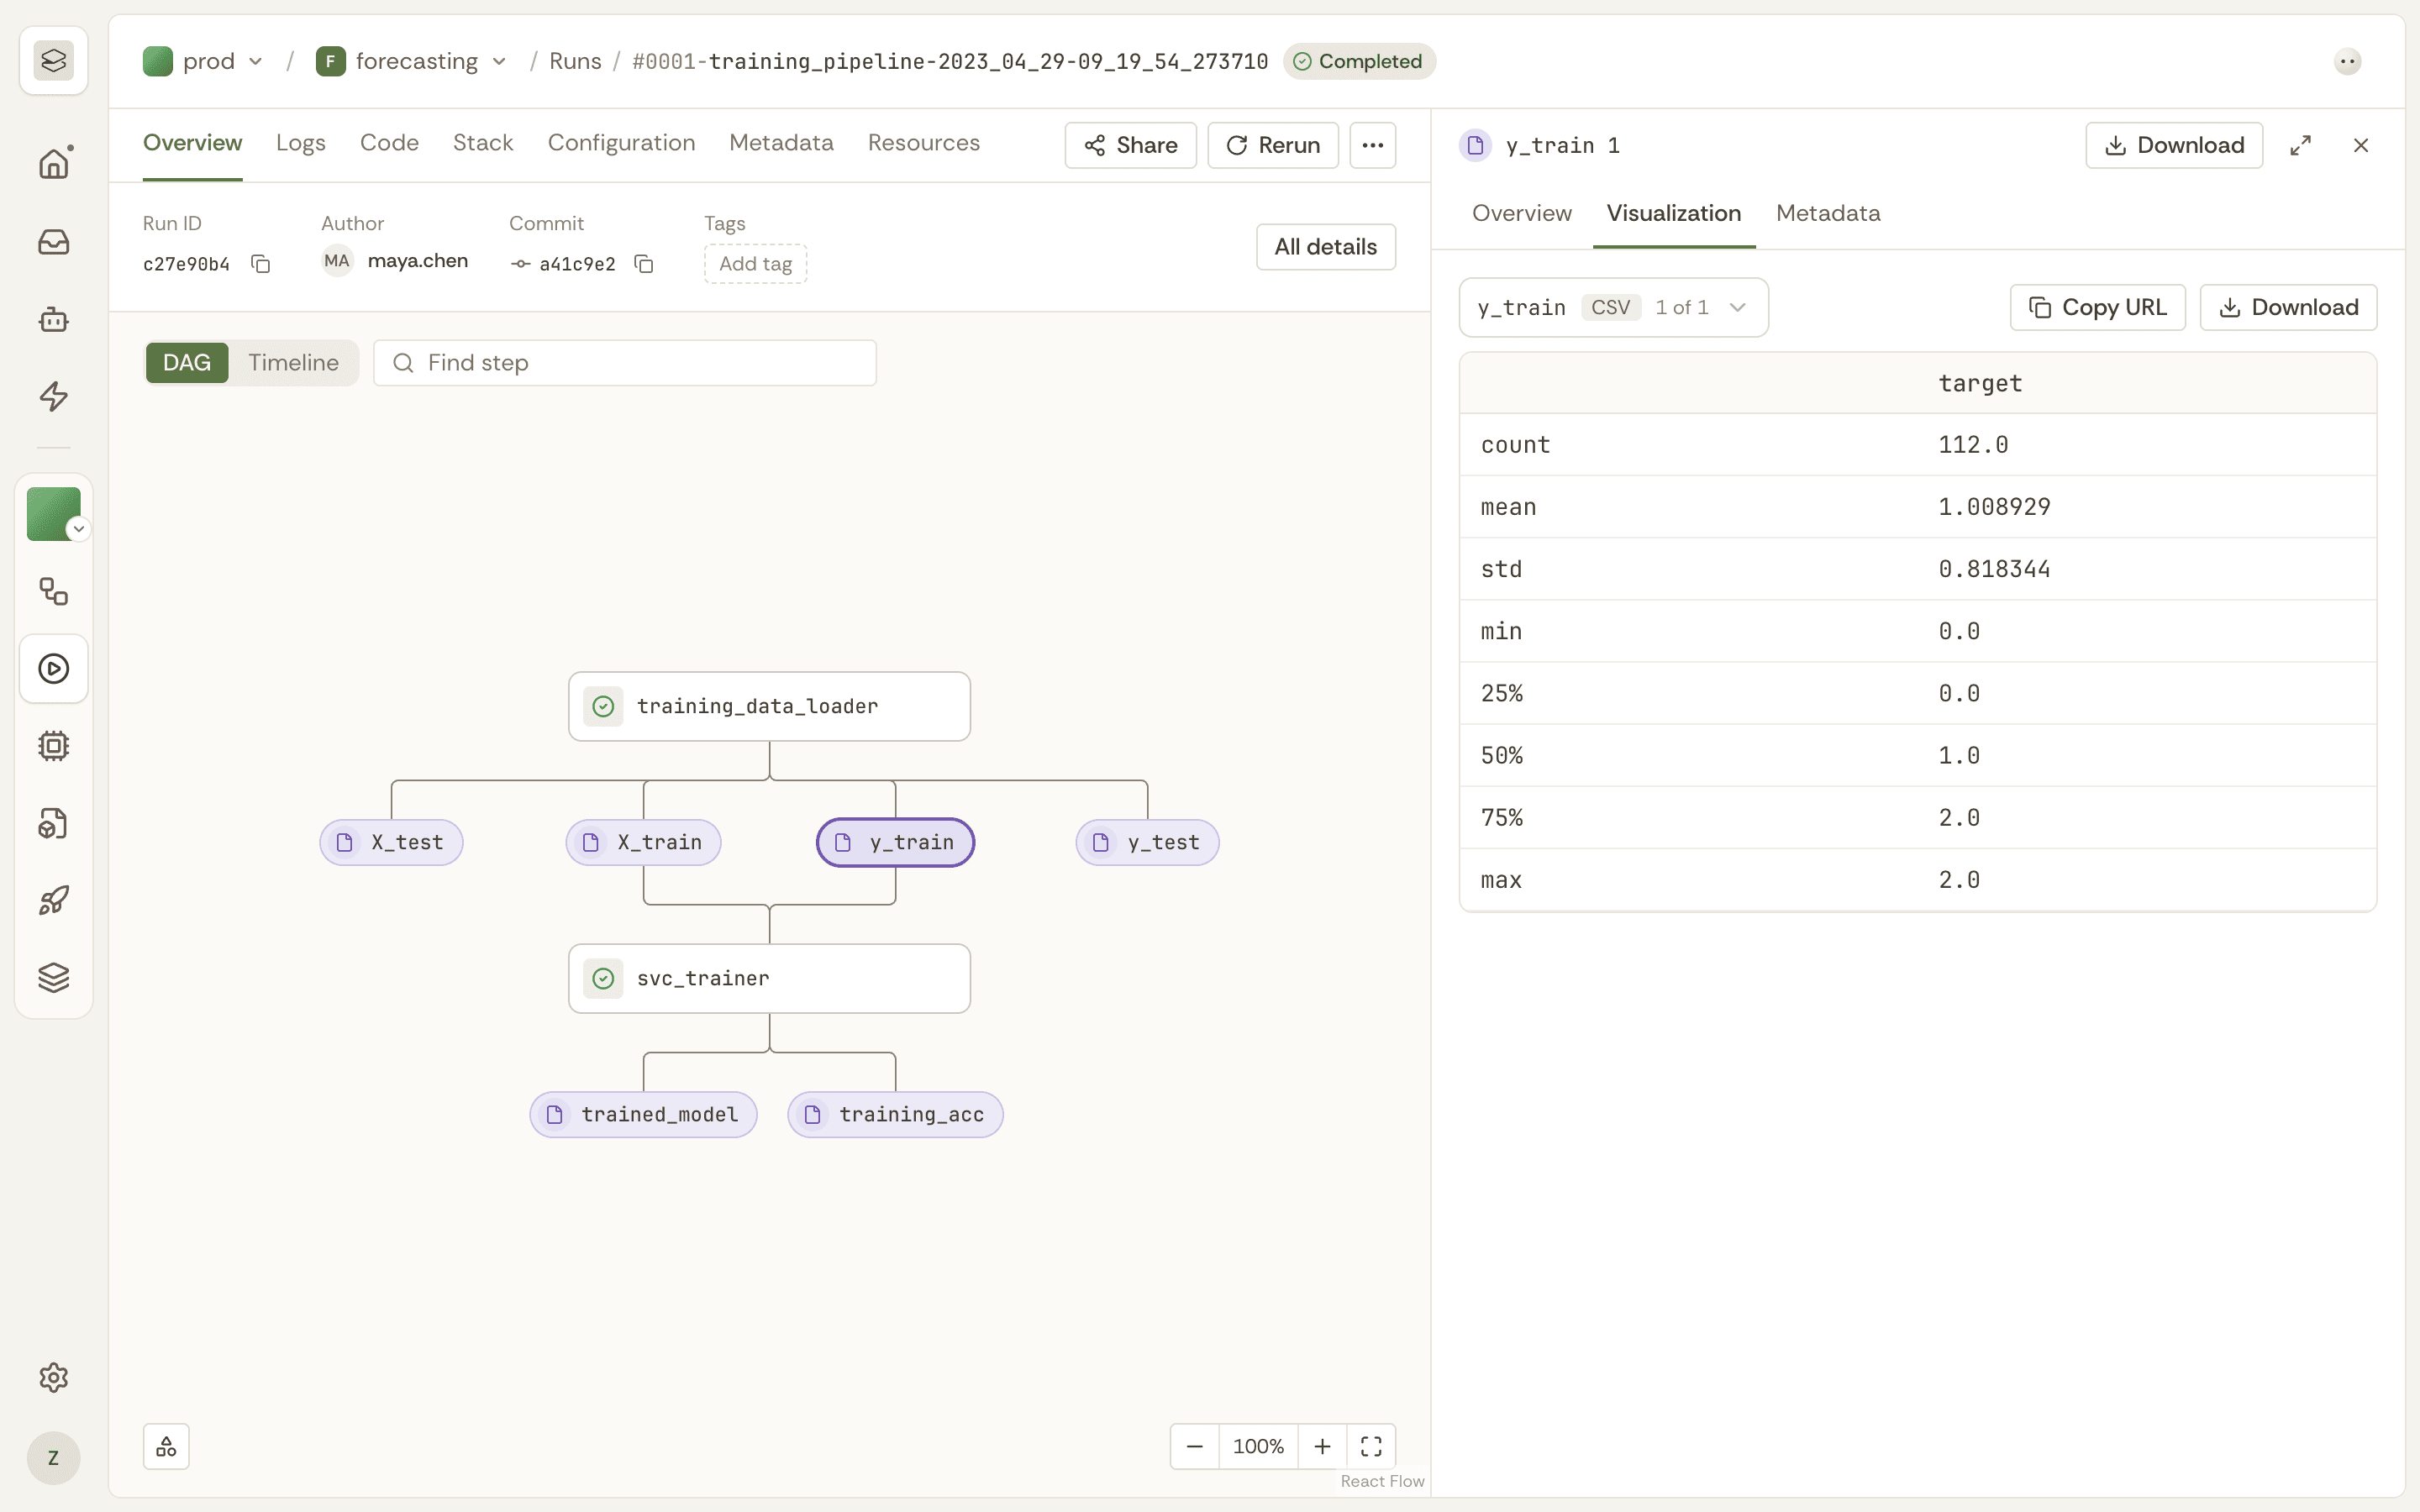 prod / F forecasting / Runs / #0001-training_pipeline-2023_04_29-09_19_54_273710 Completed
Overview Logs Code Stack Configuration Metadata Resources Share Rerun
Run ID Author Commit Tags
c27e90b4 MA maya.chen a41c9e2 Add tag
All details
DAG Timeline Find step
training_data_loader
X_test X_train y_train y_test
svc_trainer
trained_model training_acc
100%
React Flow
Z
y_train 1 Download
Overview Visualization Metadata
y_train CSV 1 of 1 Copy URL Download
target
count 112.0
mean 1.008929
std 0.818344
min 0.0
25% 0.0
50% 1.0
75% 2.0
max 2.0